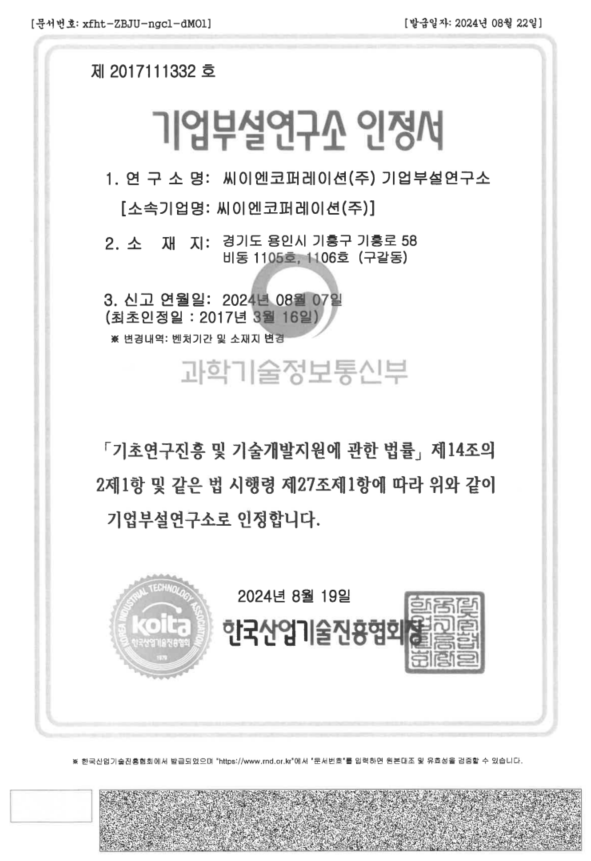 [문서번호: xfht-ZBJU-ngcl-dMO1]
[발급일자: 2024년 08월 22일]
제 2017111332 호
기업부설연구소 인정서
1. 연 구 소 명: 씨이엔코퍼레이션(주) 기업부설연구소
[소속기업명: 씨이엔코퍼레이션(주)]
2. 소 재 지: 경기도 용인시 기흥구 기흥로 58
비동 1105호, 1106호 (구갈동)
3. 신고 연월일: 2024년 08월 07일
(최초인정일 : 2017년 3월 16일)
※ 변경내역: 벤처기간 및 소재지 변경
과학기술정보통신부
「기초연구진흥 및 기술개발지원에 관한 법률」 제14조의
2제1항 및 같은 법 시행령 제27조제1항에 따라 위와 같이
기업부설연구소로 인정합니다.
2024년 8월 19일
한국산업기술진흥협회장
KOREA INDUSTRIAL TECHNOLOGY ASSOCIATION
koita
한국산업기술진흥협회
1979
※ 한국산업기술진흥협회에서 발급되었으며 "https://www.rnd.or.kr"에서 "문서번호"를 입력하면 원본대조 및 유효성을 검증할 수 있습니다.